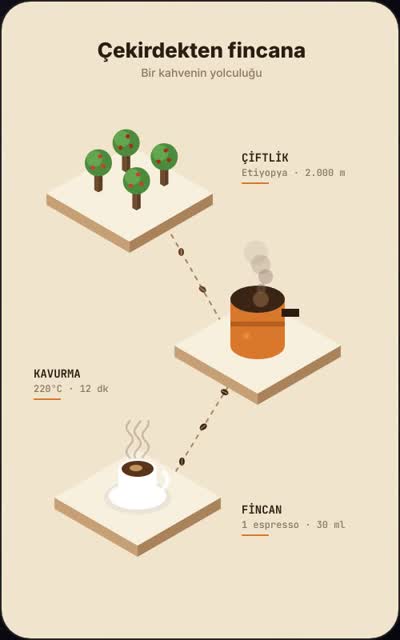 Çekirdekten fincana
Bir kahvenin yolculuğu
ÇİFTLİK
Etiyopya · 2.000 m
KAVURMA
220°C · 12 dk
FİNCAN
1 espresso · 30 ml